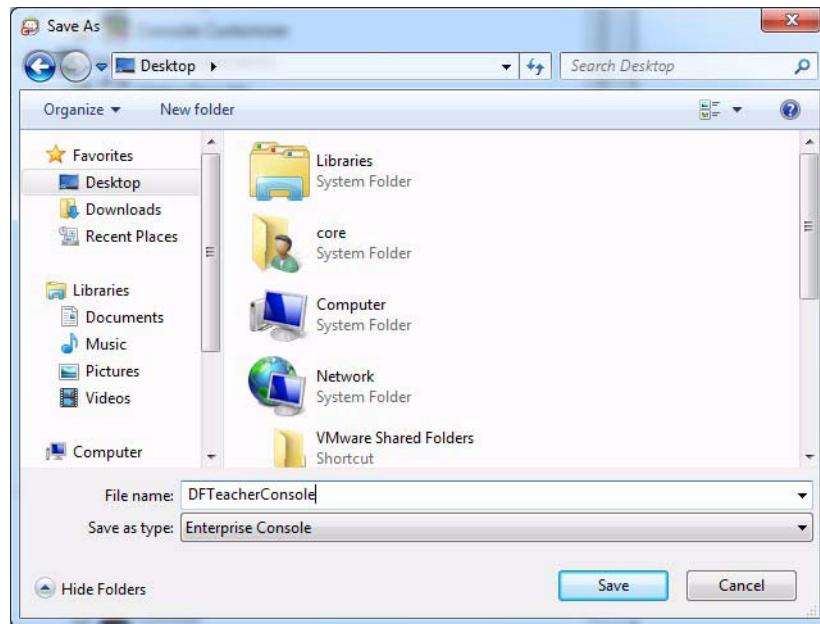 Save As
Desktop
Search Desktop
Organize
New folder
Favorites
Desktop
Downloads
Recent Places
Libraries
Documents
Music
Pictures
Videos
Computer
Libraries
System Folder
core
System Folder
Computer
System Folder
Network
System Folder
VMware Shared Folders
Shortcut
File name: DFTeacherConsole
Save as type: Enterprise Console
Hide Folders
Save
Cancel